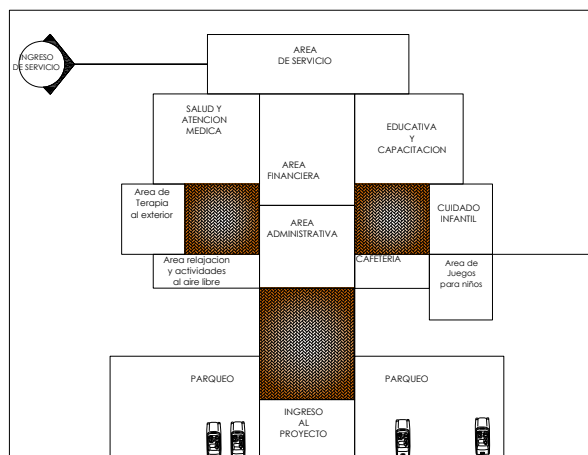 INGRESO
DE SERVICIO
AREA
DE SERVICIO
SALUD Y
ATENCION
MEDICA
EDUCATIVA
Y
CAPACITACION
AREA
FINANCIERA
Area de
Terapia
al exterior
AREA
ADMINISTRATIVA
CUIDADO
INFANTIL
Area relajacion
y actividades
al aire libre
CAFETERIA
Area de
Juegos
para niños
PARQUEO
PARQUEO
INGRESO
AL
PROYECTO